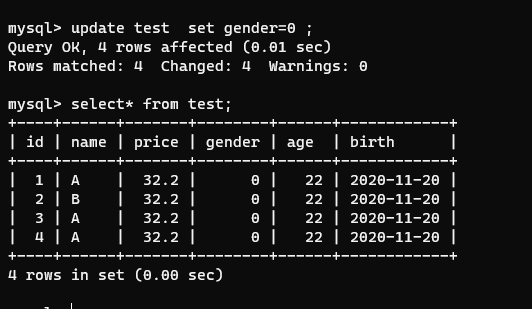 mysql> update test  set gender=0 ;
Query OK, 4 rows affected (0.01 sec)
Rows matched: 4  Changed: 4  Warnings: 0
mysql> select* from test;
+----+------+-------+--------+------+------------+
| id | name | price | gender | age  | birth      |
+----+------+-------+--------+------+------------+
|  1 | A    |  32.2 |      0 |   22 | 2020-11-20 |
|  2 | B    |  32.2 |      0 |   22 | 2020-11-20 |
|  3 | A    |  32.2 |      0 |   22 | 2020-11-20 |
|  4 | A    |  32.2 |      0 |   22 | 2020-11-20 |
+----+------+-------+--------+------+------------+
4 rows in set (0.00 sec)